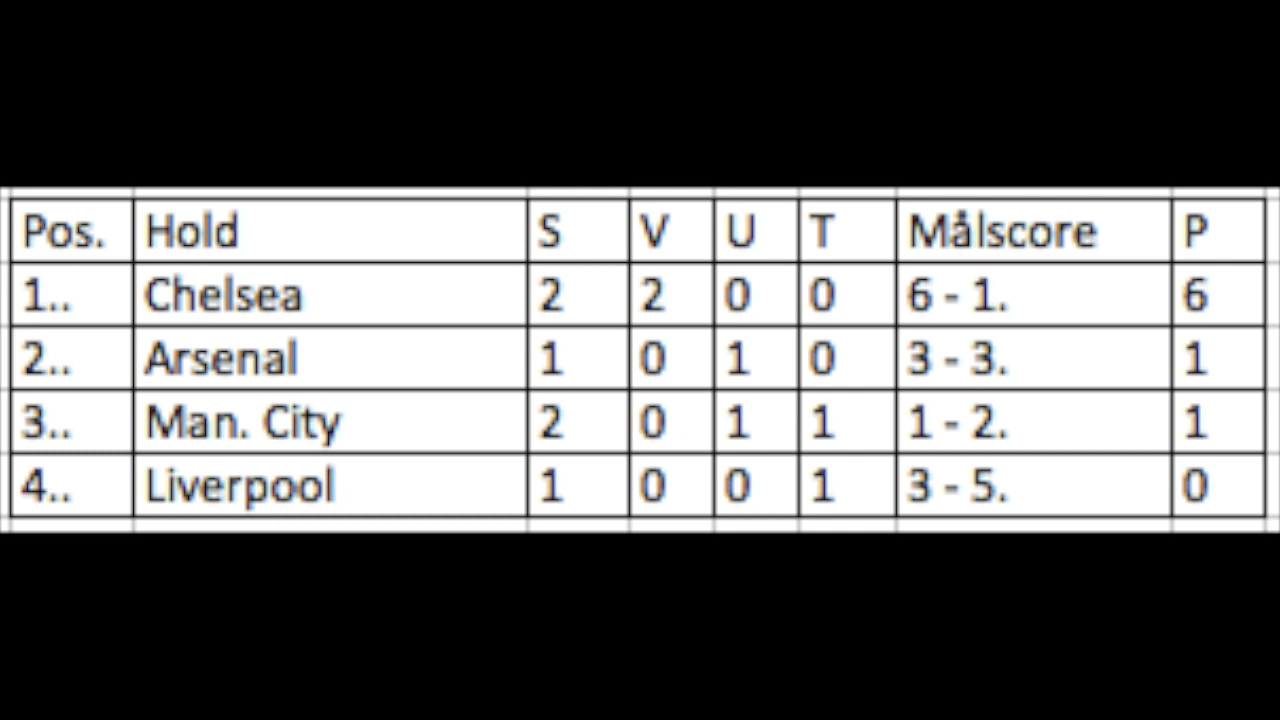 Pos. Hold S V U T Målscore P
1.. Chelsea 2 2 0 0 6 - 1. 6
2.. Arsenal 1 0 1 0 3 - 3. 1
3.. Man. City 2 0 1 1 1 - 2. 1
4.. Liverpool 1 0 0 1 3 - 5. 0